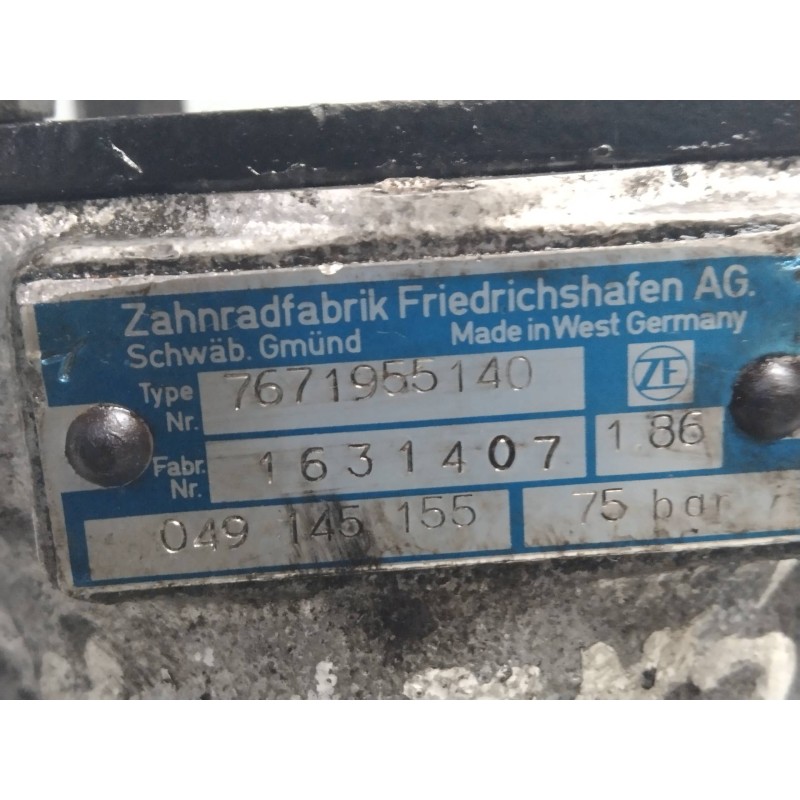 Zahnradfabrik Friedrichshafen AG.
Schwäb. Gmünd Made in West Germany
Type Nr. 7671955140 ZF
Fabr. Nr. 1631407 1 86
049 145 155 75 bar